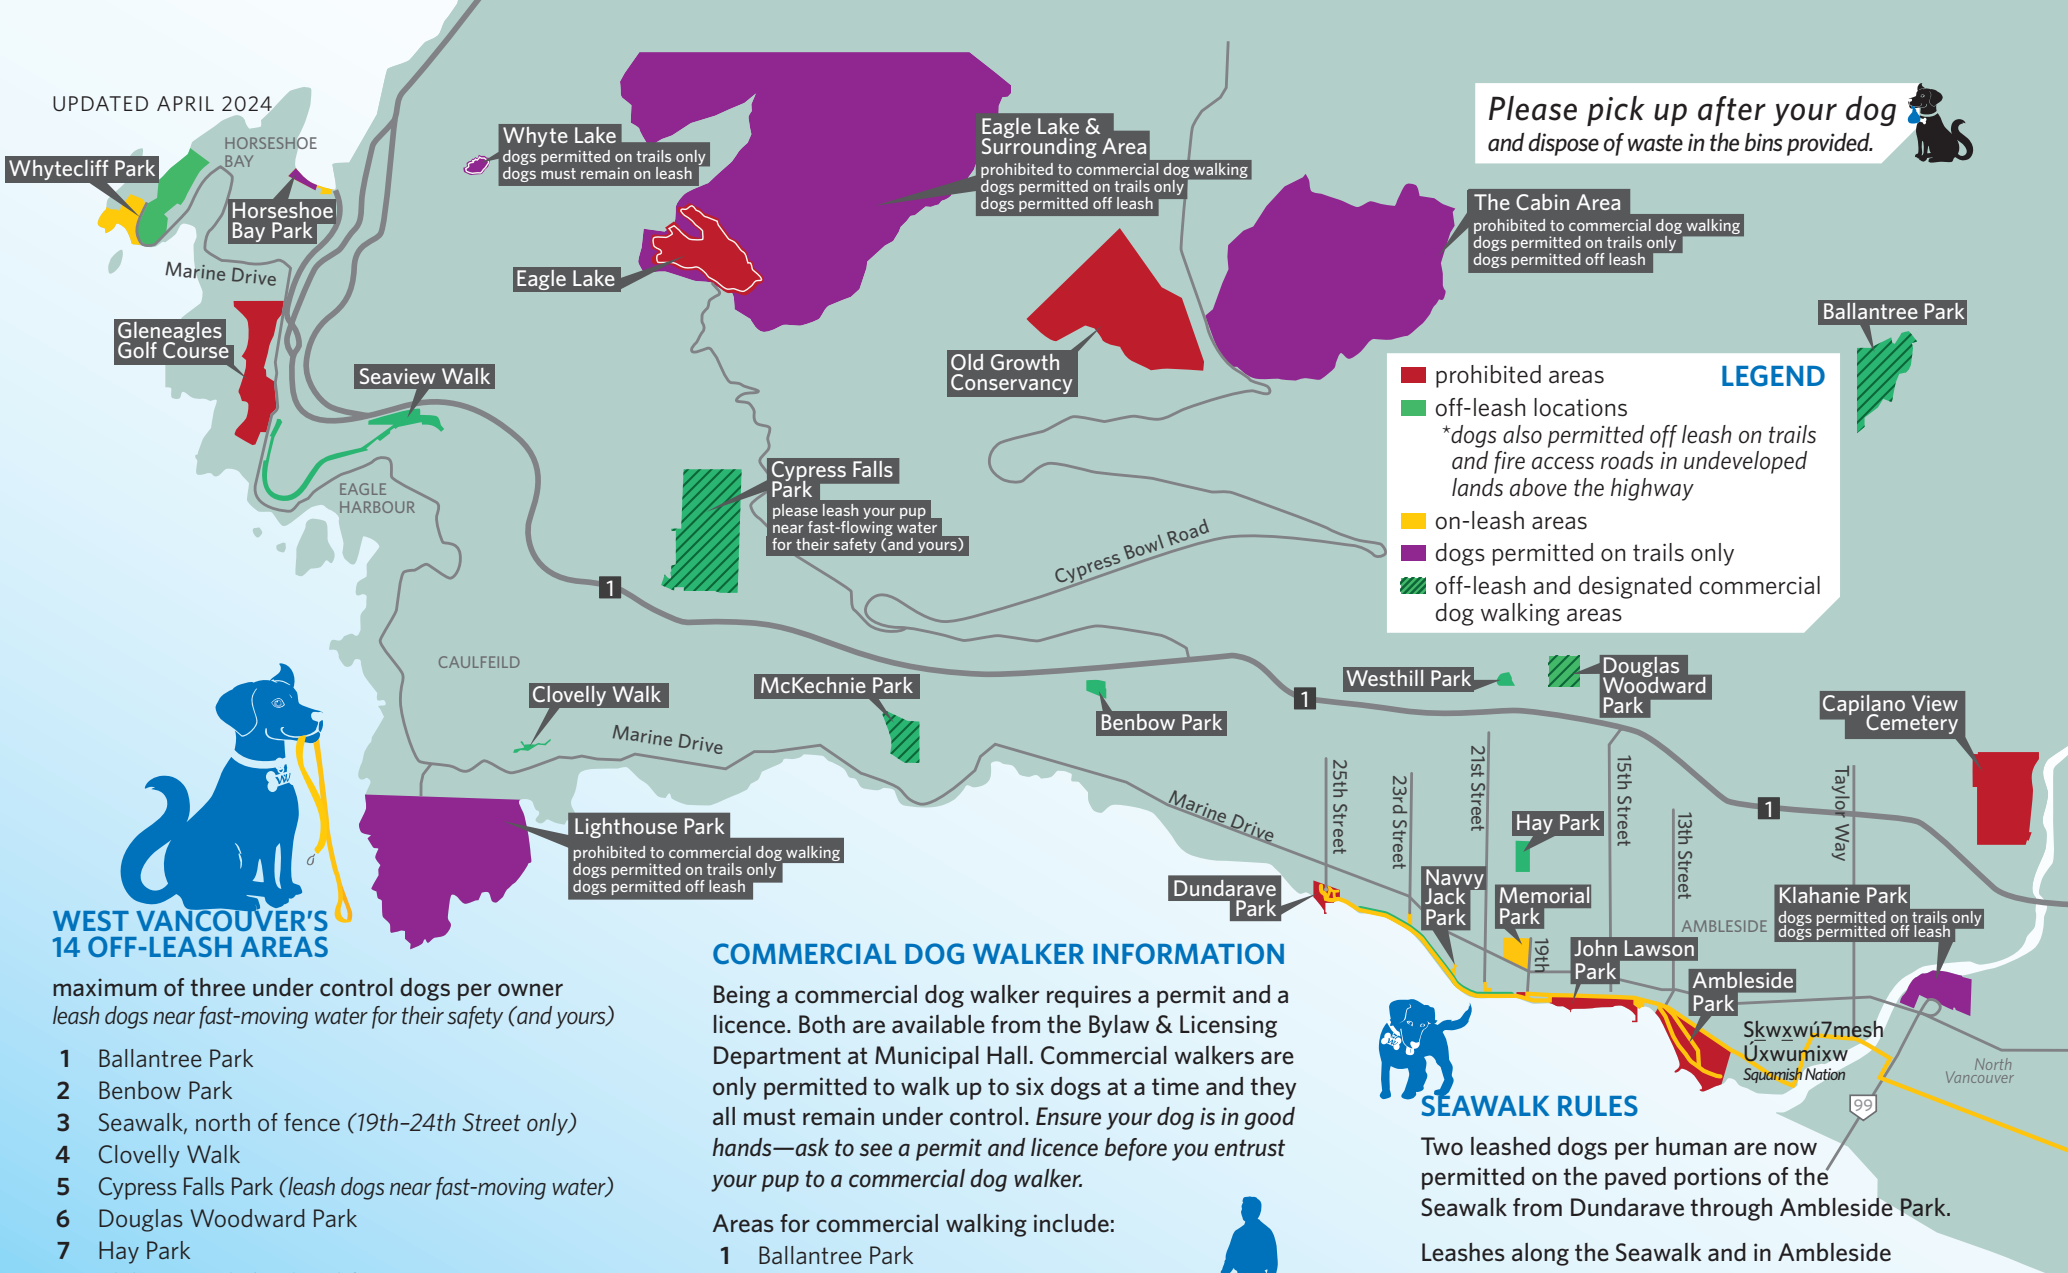 UPDATED APRIL 2024
HORSESHOE
BAY
Whytecliff Park
Horseshoe
Bay Park
Marine Drive
Gleneagles
Golf Course
Seaview Walk
EAGLE
HARBOUR
Whyte Lake
dogs permitted on trails only
dogs must remain on leash
Eagle Lake
Eagle Lake &
Surrounding Area
prohibited to commercial dog walking
dogs permitted on trails only
dogs permitted off leash
Please pick up after your dog
and dispose of waste in the bins provided.
The Cabin Area
prohibited to commercial dog walking
dogs permitted on trails only
dogs permitted off leash
Ballantree Park
Old Growth
Conservancy
LEGEND
prohibited areas
off-leash locations
*dogs also permitted off leash on trails
and fire access roads in undeveloped
lands above the highway
on-leash areas
dogs permitted on trails only
off-leash and designated commercial
dog walking areas
Cypress Falls
Park
please leash your pup
near fast-flowing water
for their safety (and yours)
Cypress Bowl Road
1
CAULFEILD
Clovelly Walk
McKechnie Park
Marine Drive
Benbow Park
1
Westhill Park
Douglas
Woodward
Park
Capilano View
Cemetery
Lighthouse Park
prohibited to commercial dog walking
dogs permitted on trails only
dogs permitted off leash
Marine Drive
25th Street
23rd Street
21st Street
15th Street
13th Street
Taylor Way
1
Hay Park
Dundarave
Park
Navvy
Jack
Park
Memorial
Park
19th
John Lawson
Park
AMBLESIDE
Klahanie Park
dogs permitted on trails only
dogs permitted off leash
Ambleside
Park
Skwxwú7mesh
Úxwumixw
Squamish Nation
North
Vancouver
99
WV
WEST VANCOUVER’S
14 OFF-LEASH AREAS
maximum of three under control dogs per owner
leash dogs near fast-moving water for their safety (and yours)
1 Ballantree Park
2 Benbow Park
3 Seawalk, north of fence (19th–24th Street only)
4 Clovelly Walk
5 Cypress Falls Park (leash dogs near fast-moving water)
6 Douglas Woodward Park
7 Hay Park
COMMERCIAL DOG WALKER INFORMATION
Being a commercial dog walker requires a permit and a
licence. Both are available from the Bylaw & Licensing
Department at Municipal Hall. Commercial walkers are
only permitted to walk up to six dogs at a time and they
all must remain under control. Ensure your dog is in good
hands—ask to see a permit and licence before you entrust
your pup to a commercial dog walker.
Areas for commercial walking include:
1 Ballantree Park
SEAWALK RULES
Two leashed dogs per human are now
permitted on the paved portions of the
Seawalk from Dundarave through Ambleside Park.
Leashes along the Seawalk and in Ambleside